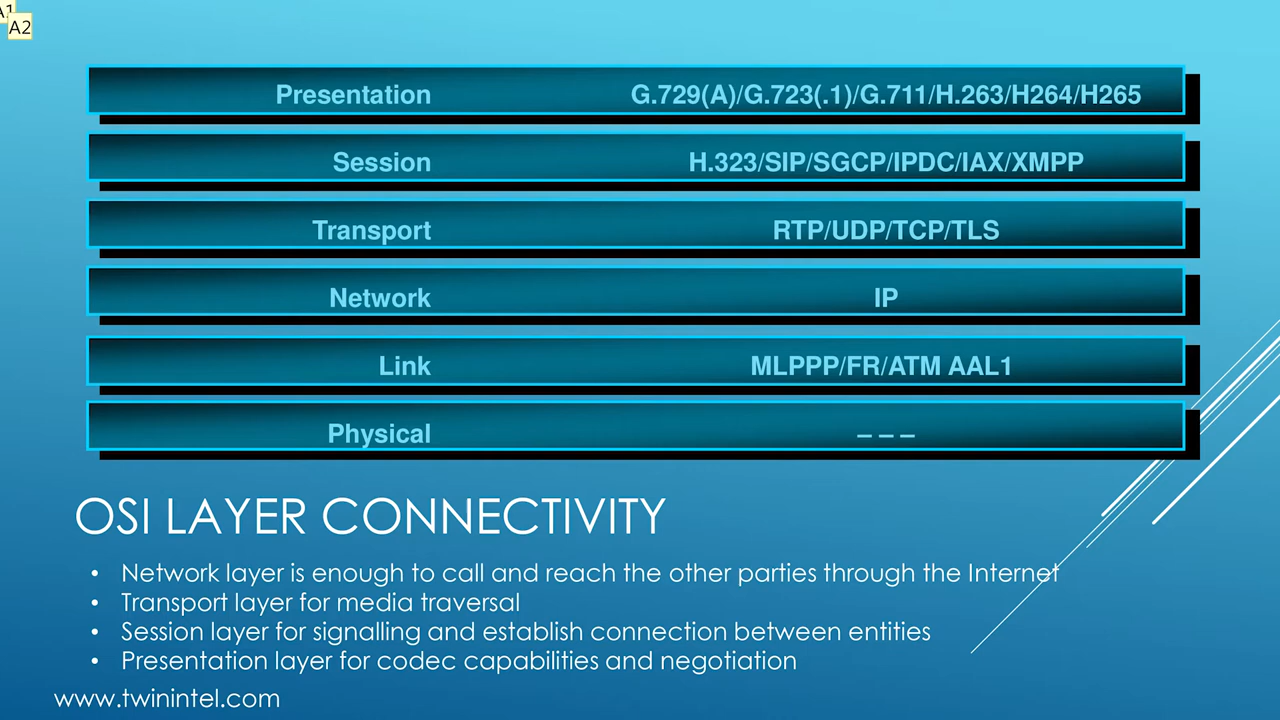 A1
A2
Presentation G.729(A)/G.723(.1)/G.711/H.263/H264/H265
Session H.323/SIP/SGCP/IPDC/IAX/XMPP
Transport RTP/UDP/TCP/TLS
Network IP
Link MLPPP/FR/ATM AAL1
Physical – – –
OSI LAYER CONNECTIVITY
• Network layer is enough to call and reach the other parties through the Internet
• Transport layer for media traversal
• Session layer for signalling and establish connection between entities
• Presentation layer for codec capabilities and negotiation
www.twinintel.com